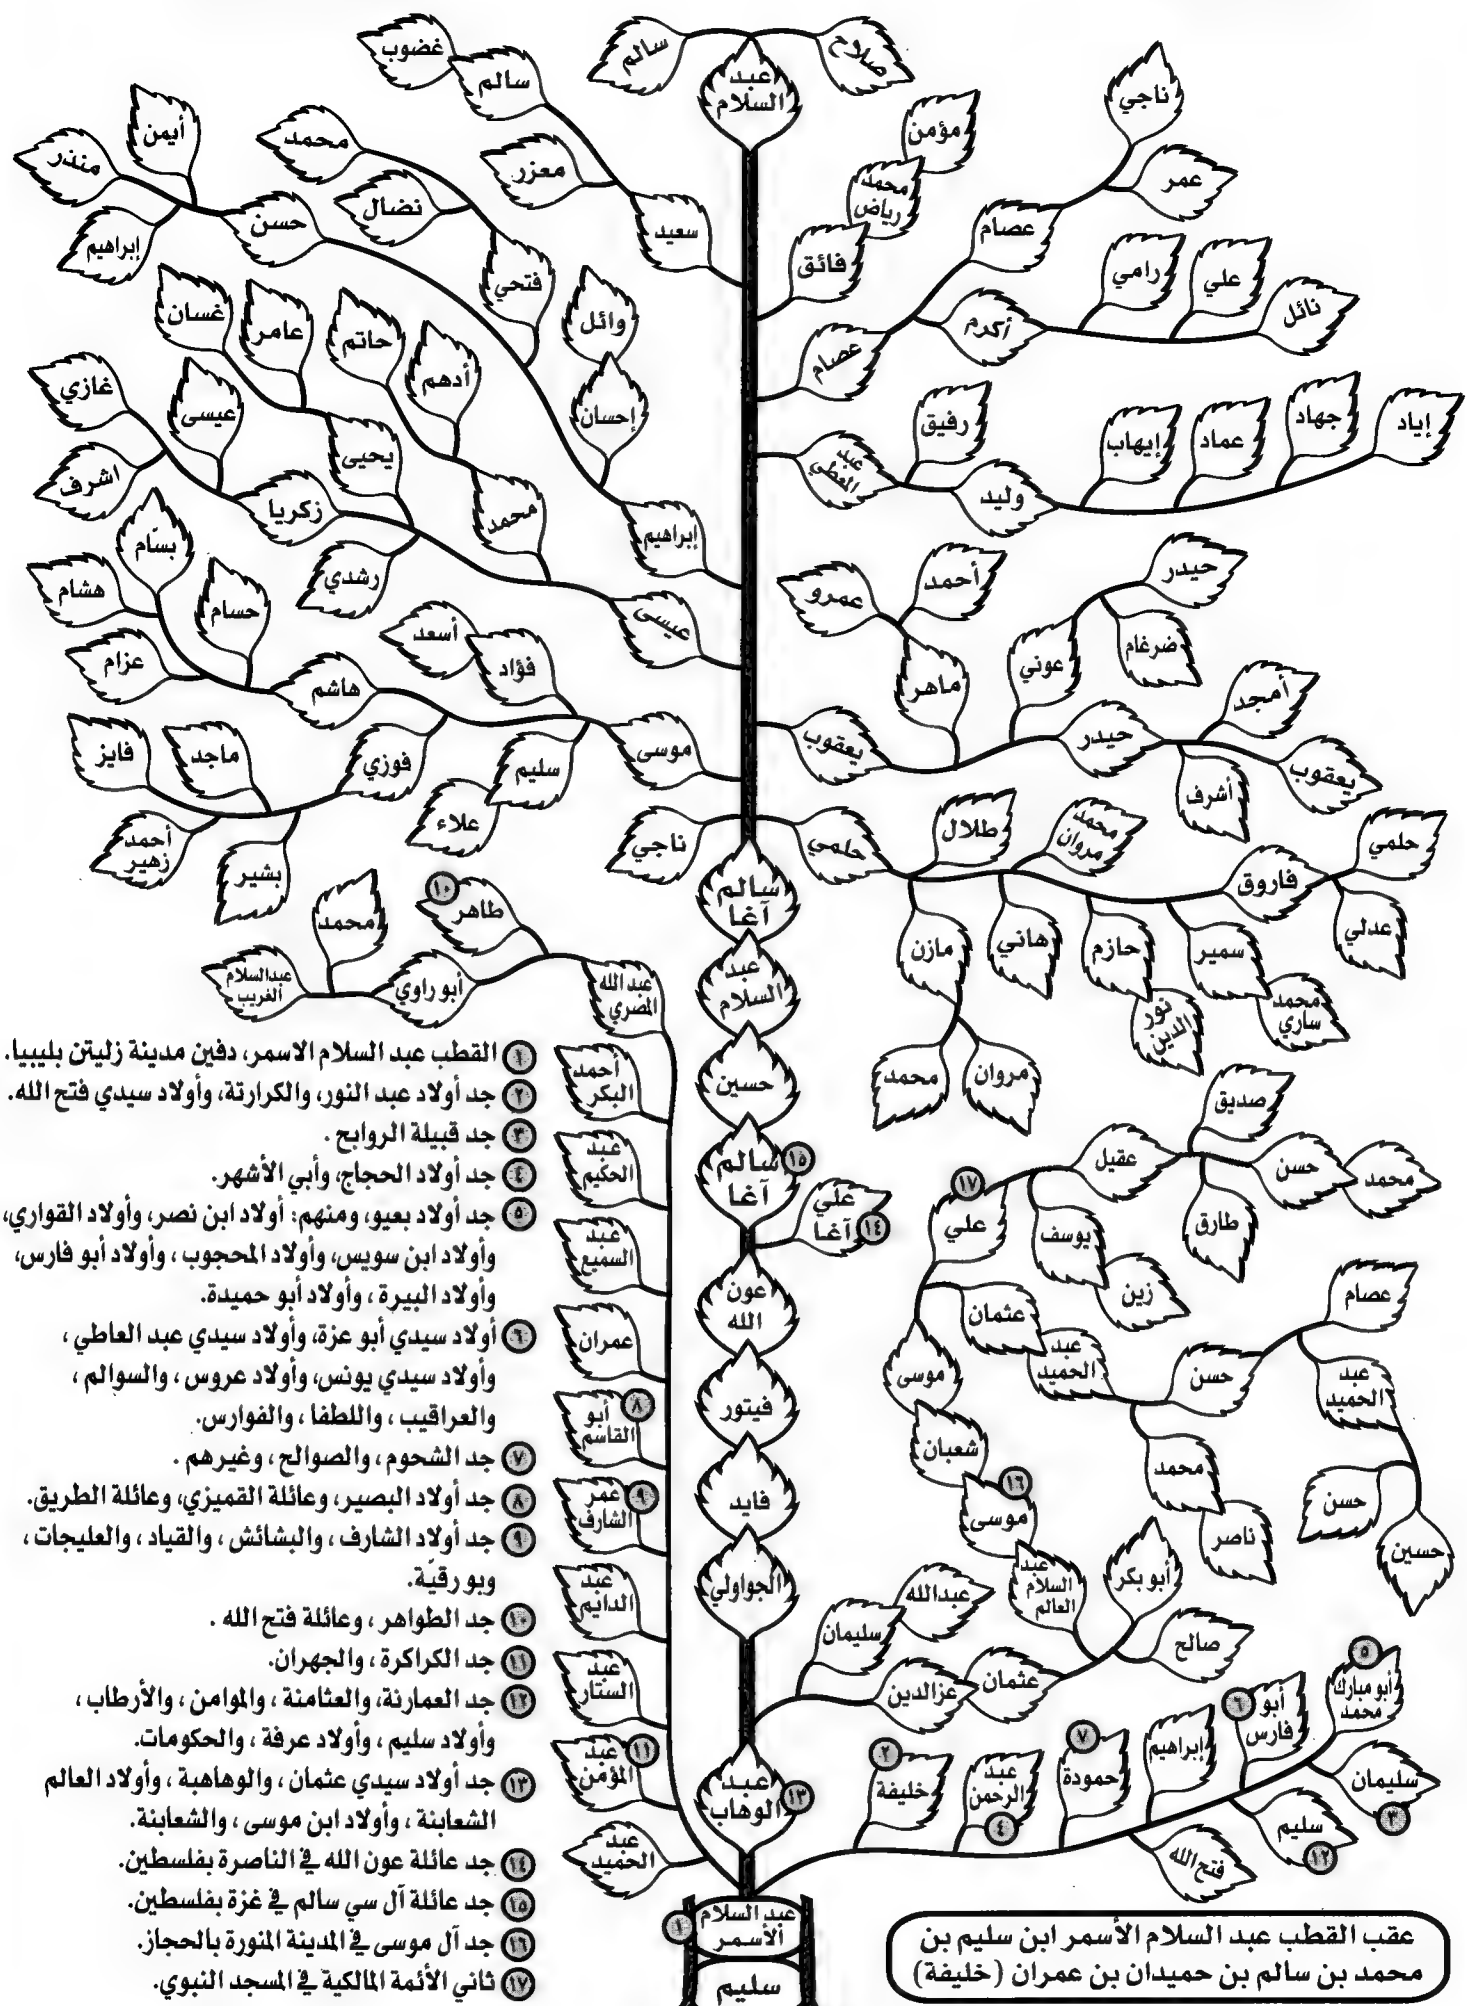 سالم
صلاح
عبد
السلام
غضوب
سالم
معزر
سعيد
أيمن
منذر
إبراهيم
حسن
محمد
نضال
فتحي
وائل
إحسان
إبراهيم
غسان
عامر
حاتم
أدهم
يحيى
محمد
غازي
عيسى
اشرف
زكريا
رشدي
عيسى
بسّام
هشام
حسام
عزام
هاشم
أسعد
فؤاد
موسى
فايز
ماجد
فوزي
سليم
علاء
أحمد
زهير
بشير
ناجي
مؤمن
محمد
رياض
فائق
ناجي
عمر
عصام
رامي
علي
نائل
أكرم
عصام
رفيق
إيهاب
عماد
جهاد
إياد
وليد
عبد
المعطي
أحمد
عمرو
ماهر
حيدر
ضرغام
عوني
أمجد
حيدر
أشرف
يعقوب
يعقوب
طلال
محمد
مروان
حلمي
حلمي
فاروق
عدلي
مازن
هاني
حازم
سمير
نور
الدين
محمد
ساري
محمد
مروان
سالم
آغا
عبد
السلام
حسين
سالم
آغا
١٥
علي
آغا
١٤
عون
الله
فيتور
فايد
الجواولي
عبد
الوهاب
١٣
عبد السلام
الأسمر
١
سليم
١٠
طاهر
محمد
عبدالسلام
الغريب
أبو راوي
عبد الله
المصري
أحمد
البكر
عبد
الحكيم
عبد
السميع
عمران
أبو
القاسم
٨
عمر
الشارف
٩
عبد
الدايم
عبد
الستار
عبد
المؤمن
١١
عبد
الحميد
صديق
عقيل
حسن
محمد
طارق
١٧
علي
يوسف
زين
عثمان
عبد
الحميد
موسى
شعبان
١٦
موسى
عصام
حسن
عبد
الحميد
محمد
ناصر
حسن
حسين
عبدالله
سليمان
عزالدين
عثمان
عبد
السلام
العالم
أبو بكر
صالح
٢
خليفة
عبد
الرحمن
٤
٧
حمودة
إبراهيم
٦
أبو
فارس
٥
أبو مبارك
محمد
سليمان
٣
سليم
١٢
فتح الله
١ القطب عبد السلام الاسمر، دفين مدينة زليتن بليبيا.
٢ جد أولاد عبد النور، والكرارتة، وأولاد سيدي فتح الله.
٣ جد قبيلة الروابح .
٤ جد أولاد الحجاج، وأبي الأشهر.
٥ جد أولاد بعيو، ومنهم: أولاد ابن نصر، وأولاد القواري،
وأولاد ابن سويس، وأولاد المحجوب ، وأولاد أبو فارس،
وأولاد البيرة ، وأولاد أبو حميدة.
٦ أولاد سيدي أبو عزة، وأولاد سيدي عبد العاطي ،
وأولاد سيدي يونس، وأولاد عروس ، والسوالم ،
والعراقيب ، واللطفا ، والفوارس.
٧ جد الشحوم ، والصوالح ، وغيرهم .
٨ جد أولاد البصير، وعائلة القميزي، وعائلة الطريق.
٩ جد أولاد الشارف ، والبشائش ، والقياد ، والعليجات ،
وبو رقيّة.
١٠ جد الطواهر ، وعائلة فتح الله .
١١ جد الكراكرة ، والجهران.
١٢ جد العمارنة، والعثامنة ، والموامن ، والأرطاب ،
وأولاد سليم ، وأولاد عرفة ، والحكومات.
١٣ جد أولاد سيدي عثمان ، والوهاهبة ، وأولاد العالم
الشعابنة ، وأولاد ابن موسى ، والشعابنة.
١٤ جد عائلة عون الله في الناصرة بفلسطين.
١٥ جد عائلة آل سي سالم في غزة بفلسطين.
١٦ جد آل موسى في المدينة المنورة بالحجاز.
١٧ ثاني الأئمة المالكية في المسجد النبوي.
عقب القطب عبد السلام الأسمر ابن سليم بن
محمد بن سالم بن حميدان بن عمران (خليفة)